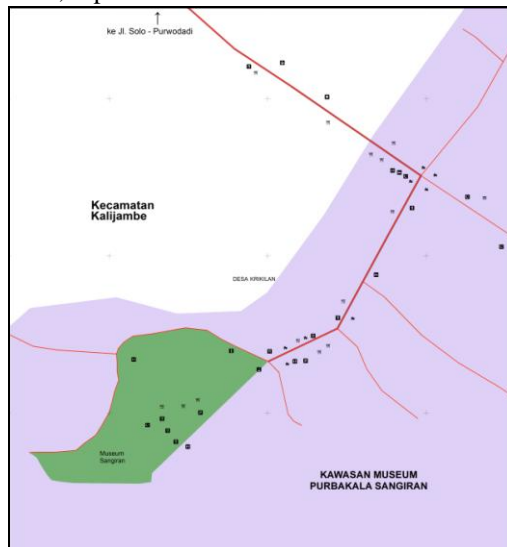 ke Jl. Solo - Purwodadi
Kecamatan
Kalijambe
DESA KRIKILAN
Museum
Sangiran
KAWASAN MUSEUM
PURBAKALA SANGIRAN